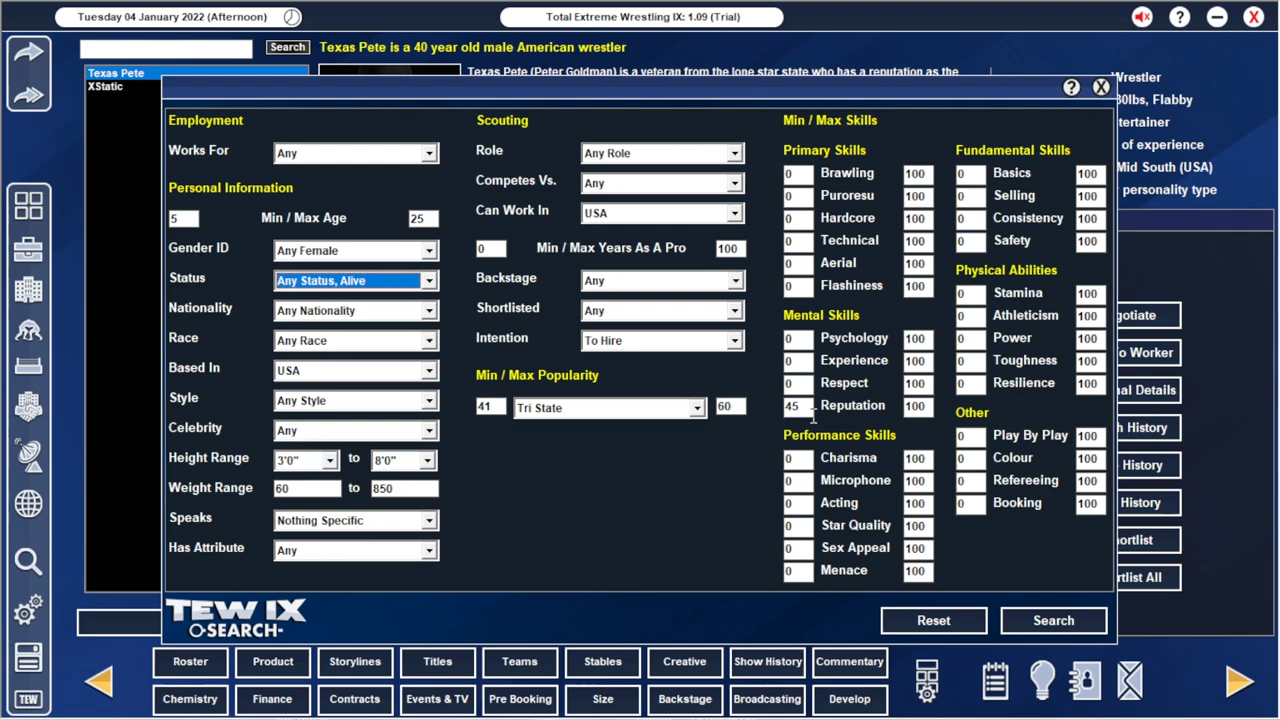 Tuesday 04 January 2022 (Afternoon)
Total Extreme Wrestling IX: 1.09 (Trial)
?
X
Search
Texas Pete is a 40 year old male American wrestler
Texas Pete
XStatic
Texas Pete (Peter Goldman) is a veteran from the lone star state who has a reputation as the
Wrestler
30lbs, Flabby
tertainer
of experience
Mid South (USA)
personality type
? X
Employment
Works For Any
Personal Information
5 Min / Max Age 25
Gender ID Any Female
Status Any Status, Alive
Nationality Any Nationality
Race Any Race
Based In USA
Style Any Style
Celebrity Any
Height Range 3'0" to 8'0"
Weight Range 60 to 850
Speaks Nothing Specific
Has Attribute Any
Scouting
Role Any Role
Competes Vs. Any
Can Work In USA
0 Min / Max Years As A Pro 100
Backstage Any
Shortlisted Any
Intention To Hire
Min / Max Popularity
41 Tri State 60
Min / Max Skills
Primary Skills
0 Brawling 100
0 Puroresu 100
0 Hardcore 100
0 Technical 100
0 Aerial 100
0 Flashiness 100
Mental Skills
0 Psychology 100
0 Experience 100
0 Respect 100
45 Reputation 100
Performance Skills
0 Charisma 100
0 Microphone 100
0 Acting 100
0 Star Quality 100
0 Sex Appeal 100
0 Menace 100
Fundamental Skills
0 Basics 100
0 Selling 100
0 Consistency 100
0 Safety 100
Physical Abilities
0 Stamina 100
0 Athleticism 100
0 Power 100
0 Toughness 100
0 Resilience 100
Other
0 Play By Play 100
0 Colour 100
0 Refereeing 100
0 Booking 100
gotiate
To Worker
nal Details
h History
History
History
ortlist
rtlist All
TEW IX
SEARCH
Reset
Search
TEW
Roster Product Storylines Titles Teams Stables Creative Show History Commentary
Chemistry Finance Contracts Events & TV Pre Booking Size Backstage Broadcasting Develop